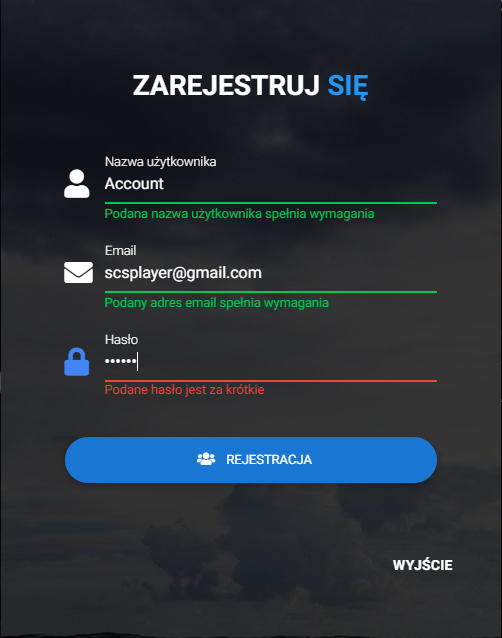 ZAREJESTRUJ SIĘ
Nazwa użytkownika
Account
Podana nazwa użytkownika spełnia wymagania
Email
scsplayer@gmail.com
Podany adres email spełnia wymagania
Hasło
••••••
Podane hasło jest za krótkie
REJESTRACJA
WYJŚCIE